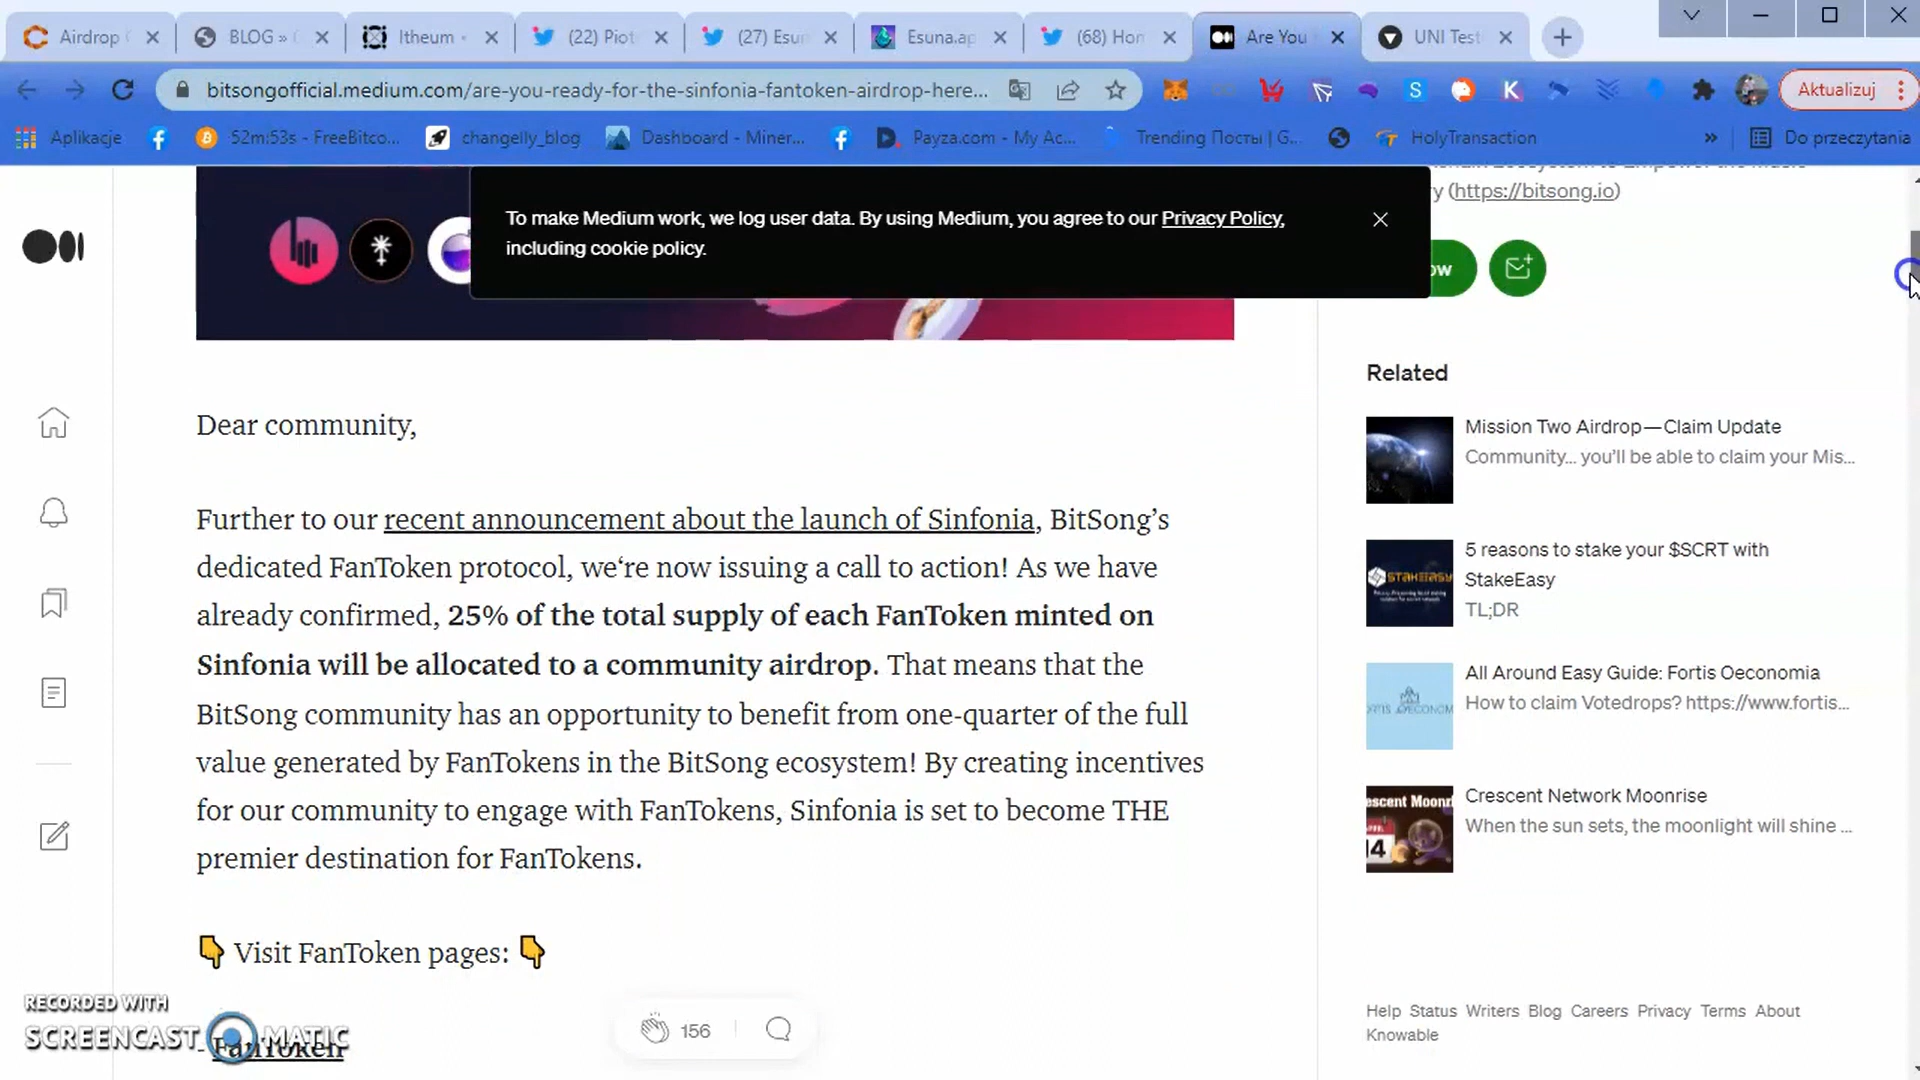 Airdrop
BLOG » (
Itheum •
(22) Piot
(27) Esun
Esuna.ap
(68) Hon
Are You
UNI Test
bitsongofficial.medium.com/are-you-ready-for-the-sinfonia-fantoken-airdrop-here...
S
K
Aktualizuj
Aplikacje
52m:53s - FreeBitco...
changelly_blog
Dashboard - Miner...
Payza.com - My Ac...
Trending Посты | G...
HolyTransaction
»
Do przeczytania
To make Medium work, we log user data. By using Medium, you agree to our Privacy Policy,
including cookie policy.
y (https://bitsong.io)
ow
Dear community,
Further to our recent announcement about the launch of Sinfonia, BitSong’s
dedicated FanToken protocol, we‘re now issuing a call to action! As we have
already confirmed, 25% of the total supply of each FanToken minted on
Sinfonia will be allocated to a community airdrop. That means that the
BitSong community has an opportunity to benefit from one-quarter of the full
value generated by FanTokens in the BitSong ecosystem! By creating incentives
for our community to engage with FanTokens, Sinfonia is set to become THE
premier destination for FanTokens.
👇 Visit FanToken pages: 👇
- FanToken
156
Related
Mission Two Airdrop — Claim Update
Community... you’ll be able to claim your Mis...
5 reasons to stake your $SCRT with
StakeEasy
TL;DR
STAKEEASY
All Around Easy Guide: Fortis Oeconomia
How to claim Votedrops? https://www.fortis...
Crescent Network Moonrise
When the sun sets, the moonlight will shine ...
Help Status Writers Blog Careers Privacy Terms About
Knowable
RECORDED WITH
SCREENCAST MATIC